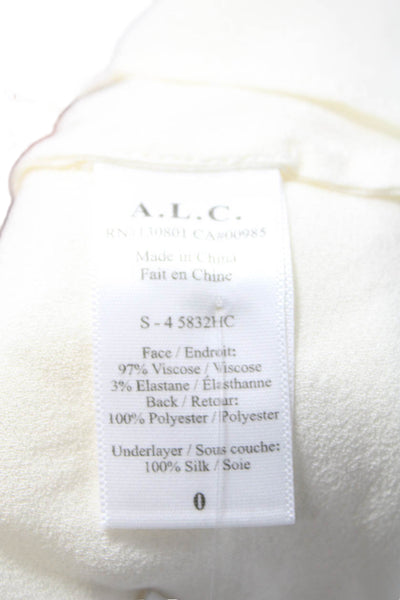 A.L.C.
RN#130801 CA#00985
Made in China
Fait en Chine
S - 4 5832HC
Face / Endroit:
97% Viscose / Viscose
3% Elastane / Élasthanne
Back / Retour:
100% Polyester / Polyester
Underlayer / Sous couche:
100% Silk / Soie
0